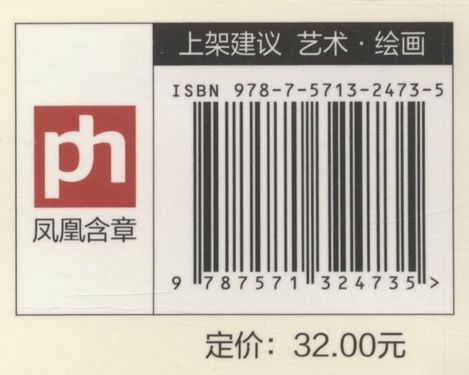 上架建议 艺术·绘画
ISBN 978-7-5713-2473-5
ph
凤凰含章
9 787571 324735 >
定价：32.00元